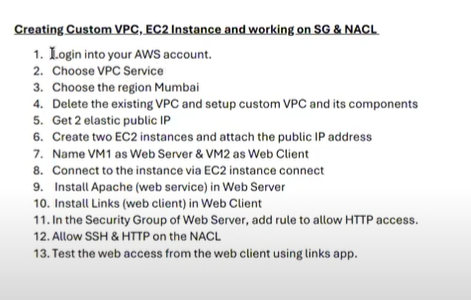 Creating Custom VPC, EC2 Instance and working on SG & NACL
1. Login into your AWS account.
2. Choose VPC Service
3. Choose the region Mumbai
4. Delete the existing VPC and setup custom VPC and its components
5. Get 2 elastic public IP
6. Create two EC2 instances and attach the public IP address
7. Name VM1 as Web Server & VM2 as Web Client
8. Connect to the instance via EC2 instance connect
9. Install Apache (web service) in Web Server
10. Install Links (web client) in Web Client
11. In the Security Group of Web Server, add rule to allow HTTP access.
12. Allow SSH & HTTP on the NACL
13. Test the web access from the web client using links app.